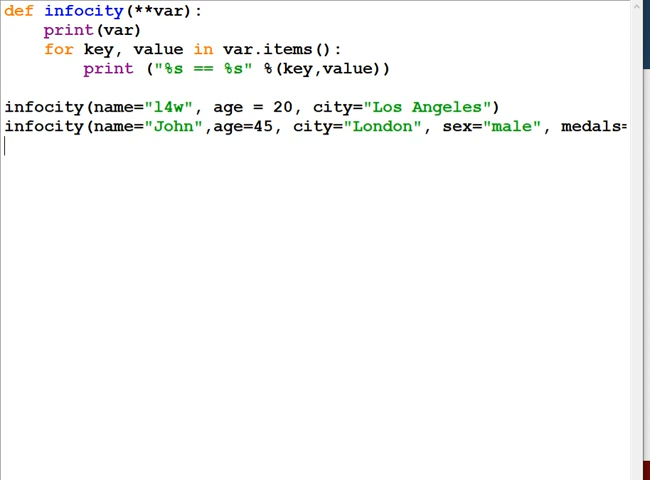 def infocity(**var):
    print(var)
    for key, value in var.items():
        print ("%s == %s" %(key,value))
infocity(name="l4w", age = 20, city="Los Angeles")
infocity(name="John",age=45, city="London", sex="male", medals=